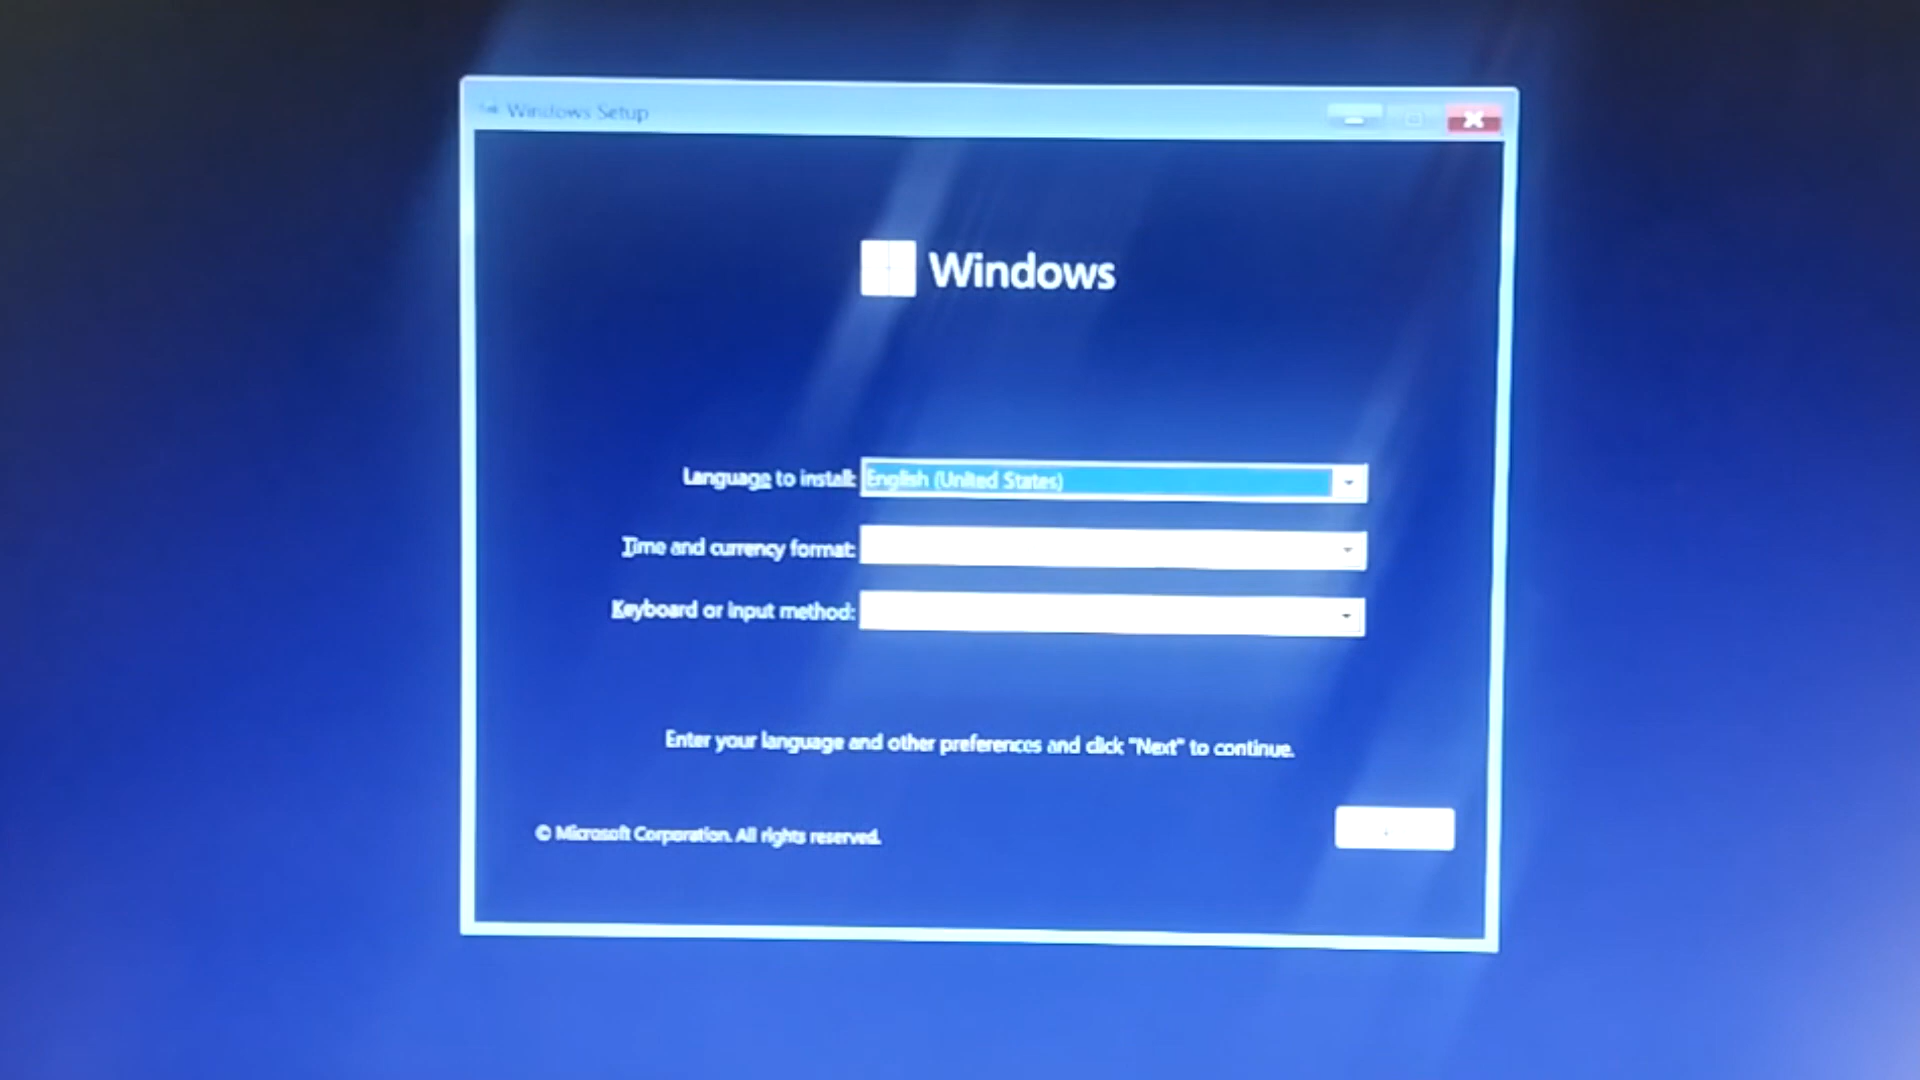 Windows Setup
Windows
Language to install: English (United States)
Time and currency format:
Keyboard or input method:
Enter your language and other preferences and click "Next" to continue.
© Microsoft Corporation. All rights reserved.